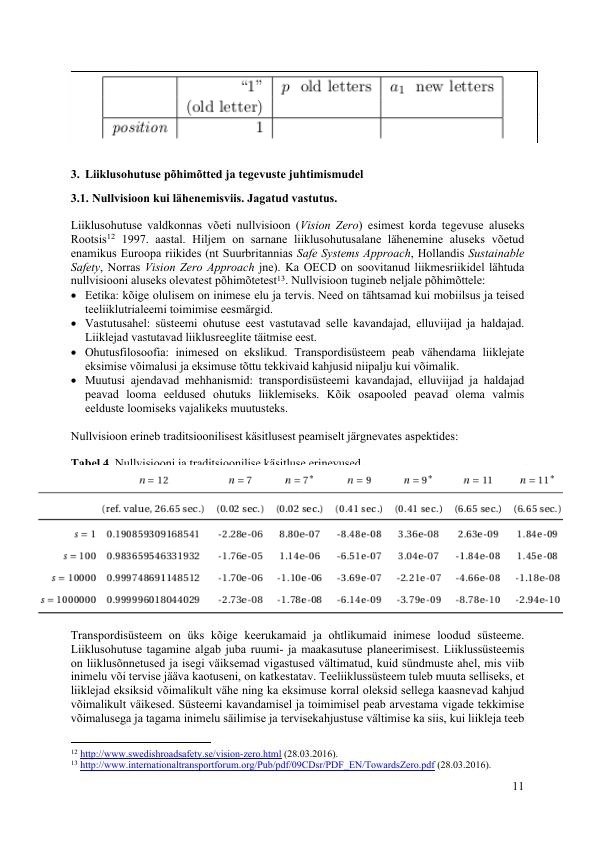 “1” p old letters a₁ new letters
(old letter)
position 1
3. Liiklusohutuse põhimõtted ja tegevuste juhtimismudel
3.1. Nullvisioon kui lähenemisviis. Jagatud vastutus.
Liiklusohutuse valdkonnas võeti nullvisioon (Vision Zero) esimest korda tegevuse aluseks
Rootsis¹² 1997. aastal. Hiljem on sarnane liiklusohutusalane lähenemine aluseks võetud
enamikus Euroopa riikides (nt Suurbritannias Safe Systems Approach, Hollandis Sustainable
Safety, Norras Vision Zero Approach jne). Ka OECD on soovitanud liikmesriikidel lähtuda
nullvisiooni aluseks olevatest põhimõtetest¹³. Nullvisioon tugineb neljale põhimõttele:
• Eetika: kõige olulisem on inimese elu ja tervis. Need on tähtsamad kui mobiilsus ja teised
teeliiklutrialeemi toimimise eesmärgid.
• Vastutusahel: süsteemi ohutuse eest vastutavad selle kavandajad, elluviijad ja haldajad.
Liiklejad vastutavad liiklusreeglite täitmise eest.
• Ohutusfilosoofia: inimesed on ekslikud. Transpordisüsteem peab vähendama liiklejate
eksimise võimalusi ja eksimuse tõttu tekkivaid kahjusid niipalju kui võimalik.
• Muutusi ajendavad mehhanismid: transpordisüsteemi kavandajad, elluviijad ja haldajad
peavad looma eeldused ohutuks liiklemiseks. Kõik osapooled peavad olema valmis
eelduste loomiseks vajalikeks muutusteks.
Nullvisioon erineb traditsioonilisest käsitlusest peamiselt järgnevates aspektides:
Tabel 4. Nullvisiooni ja traditsioonilise käsitluse erinevused
n = 12 n = 7 n = 7* n = 9 n = 9* n = 11 n = 11*
(ref. value, 26.65 sec.) (0.02 sec.) (0.02 sec.) (0.41 sec.) (0.41 sec.) (6.65 sec.) (6.65 sec.)
s = 1 0.190859309168541 -2.28e-06 8.80e-07 -8.48e-08 3.36e-08 2.63e-09 1.84e-09
s = 100 0.983659546331932 -1.76e-05 1.14e-06 -6.51e-07 3.04e-07 -1.84e-08 1.45e-08
s = 10000 0.999748691148512 -1.70e-06 -1.10e-06 -3.69e-07 -2.21e-07 -4.66e-08 -1.18e-08
s = 1000000 0.999996018044029 -2.73e-08 -1.78e-08 -6.14e-09 -3.79e-09 -8.78e-10 -2.94e-10
Transpordisüsteem on üks kõige keerukamaid ja ohtlikumaid inimese loodud süsteeme.
Liiklusohutuse tagamine algab juba ruumi- ja maakasutuse planeerimisest. Liiklussüsteemis
on liiklusõnnetused ja isegi väiksemad vigastused vältimatud, kuid sündmuste ahel, mis viib
inimelu või tervise jääva kaotuseni, on katkestatav. Teeliiklussüsteem tuleb muuta selliseks, et
liiklejad eksiksid võimalikult vähe ning ka eksimuse korral oleksid sellega kaasnevad kahjud
võimalikult väikesed. Süsteemi kavandamisel ja toimimisel peab arvestama vigade tekkimise
võimalusega ja tagama inimelu säilimise ja tervisekahjustuse vältimise ka siis, kui liikleja teeb
¹² http://www.swedishroadsafety.se/vision-zero.html (28.03.2016).
¹³ http://www.internationaltransportforum.org/Pub/pdf/09CDsr/PDF_EN/TowardsZero.pdf (28.03.2016).
11